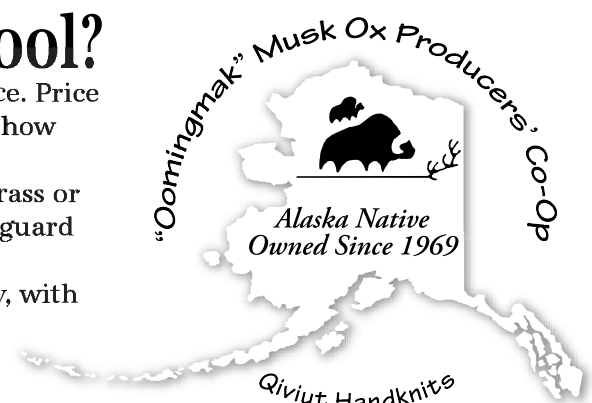 ool?
ce. Price
how
rass or
guard
, with
“Oomingmak” Musk Ox Producers’ Co-Op
Alaska Native
Owned Since 1969
Qiviut Handknits